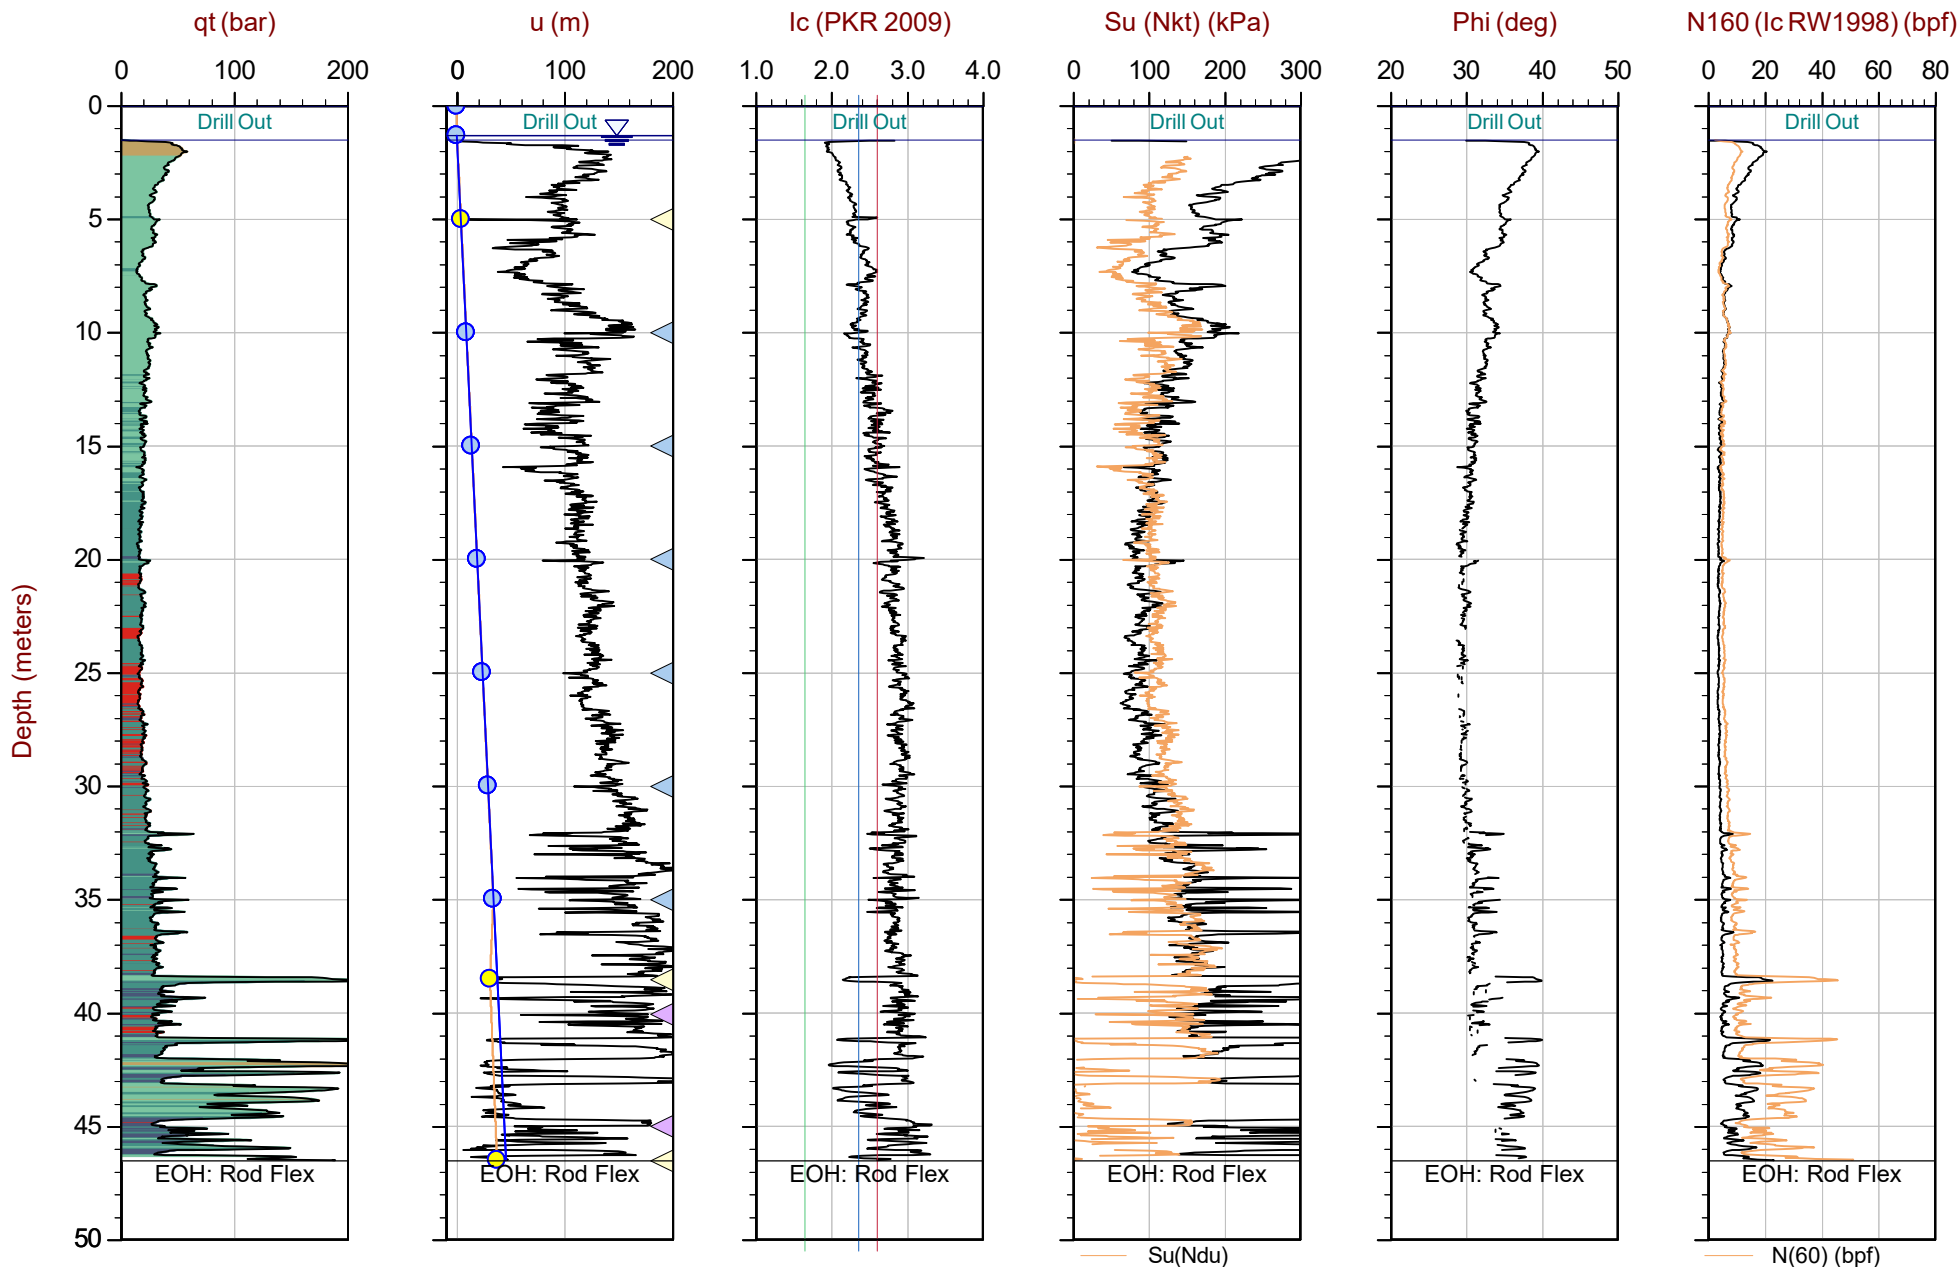 qt (bar) u (m) Ic (PKR 2009) Su (Nkt) (kPa) Phi (deg) N160 (Ic RW1998) (bpf)
0 100 200 0 100 200 1.0 2.0 3.0 4.0 0 100 200 300 20 30 40 50 0 20 40 60 80
Drill Out Drill Out Drill Out Drill Out Drill Out Drill Out
0
5
10
15
20
25
30
35
40
45
50
Depth (meters)
EOH: Rod Flex EOH: Rod Flex EOH: Rod Flex EOH: Rod Flex EOH: Rod Flex EOH: Rod Flex
Su(Ndu) N(60) (bpf)